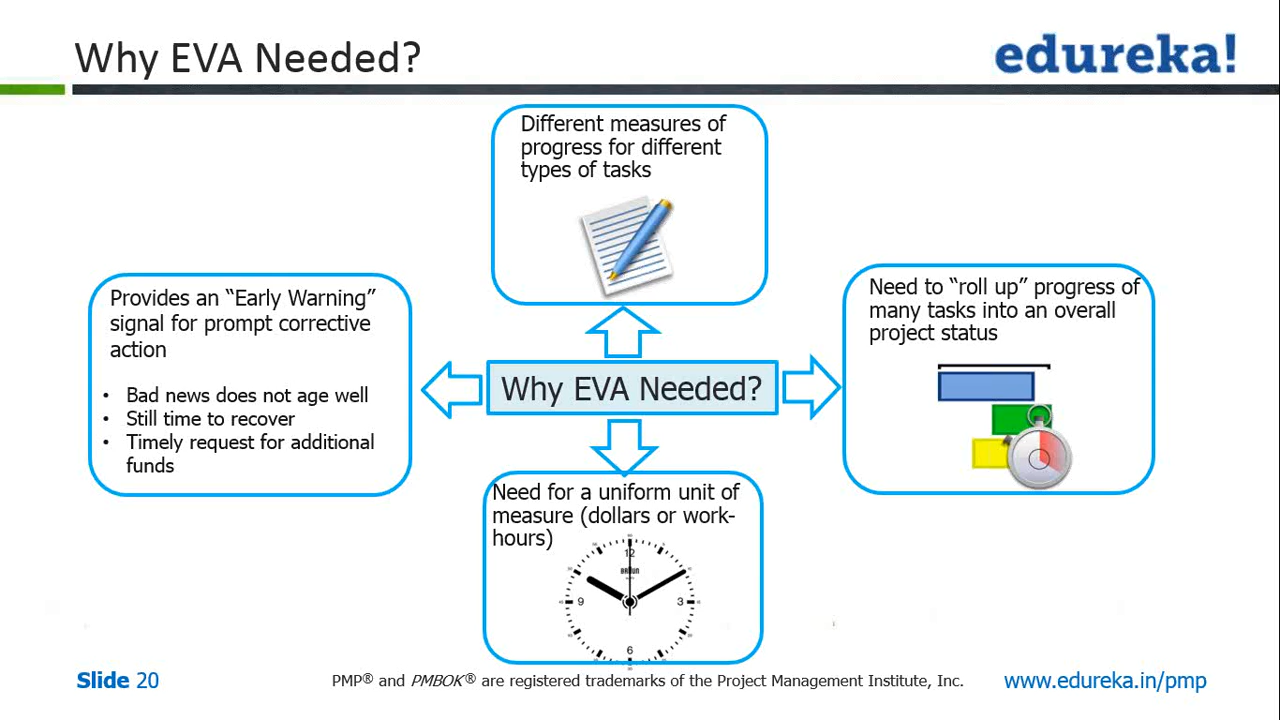 Why EVA Needed?
edureka!
Different measures of
progress for different
types of tasks
Provides an “Early Warning”
signal for prompt corrective
action
• Bad news does not age well
• Still time to recover
• Timely request for additional
funds
Why EVA Needed?
Need to “roll up” progress of
many tasks into an overall
project status
Need for a uniform unit of
measure (dollars or work-
hours)
12
BRAUN
9
3
6
Slide 20
PMP® and PMBOK® are registered trademarks of the Project Management Institute, Inc.
www.edureka.in/pmp